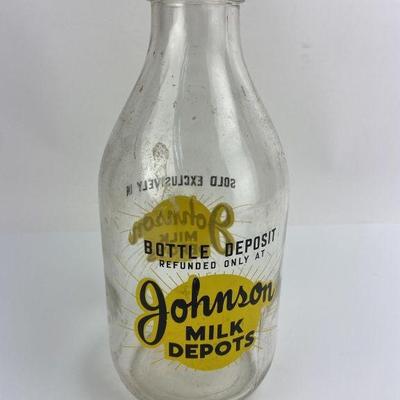 SOLD EXCLUSIVELY IN
Johnson
MILK
BOTTLE DEPOSIT
REFUNDED ONLY AT
Johnson
MILK
DEPOTS